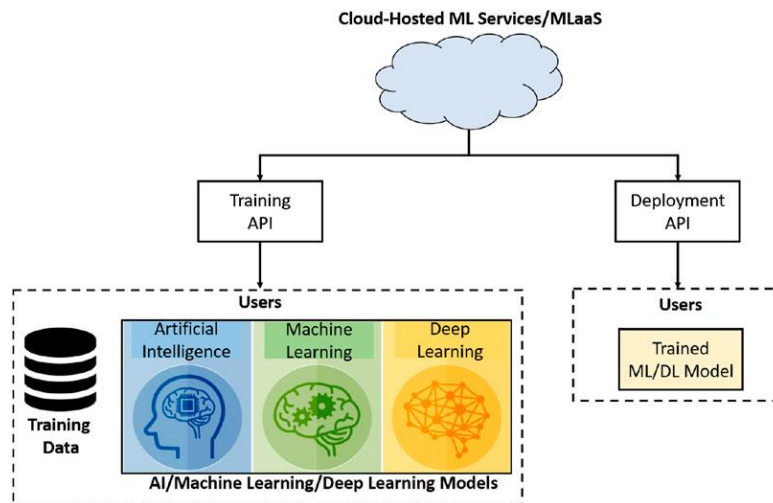 Cloud-Hosted ML Services/MLaaS
Training
API
Deployment
API
Users
Artificial
Intelligence
Machine
Learning
Deep
Learning
Training
Data
AI/Machine Learning/Deep Learning Models
Users
Trained
ML/DL Model